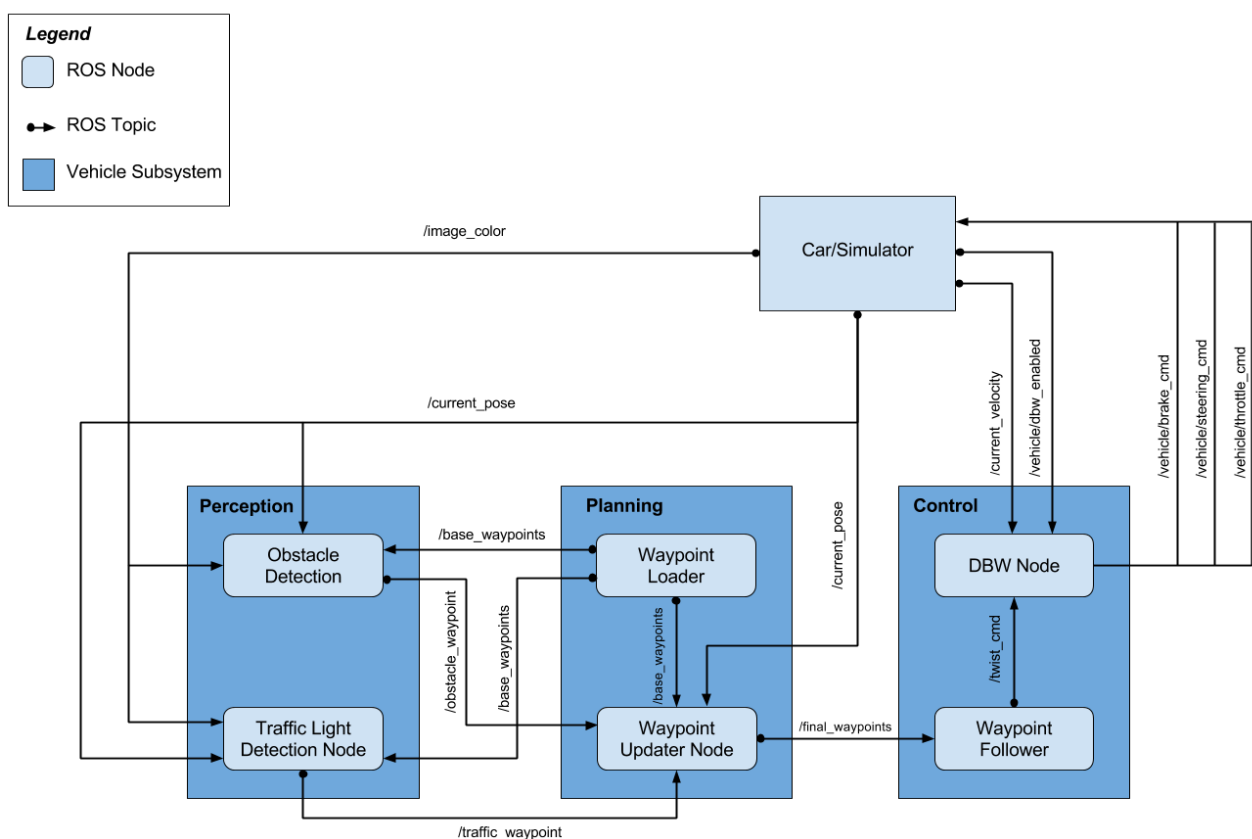 Legend
ROS Node
ROS Topic
Vehicle Subsystem
/image_color
Car/Simulator
/current_velocity
/vehicle/dbw_enabled
/vehicle/brake_cmd
/vehicle/steering_cmd
/vehicle/throttle_cmd
/current_pose
Perception
Planning
/current_pose
Control
Obstacle
Detection
/base_waypoints
Waypoint
Loader
DBW Node
/obstacle_waypoint
/base_waypoints
/base_waypoints
/twist_cmd
Traffic Light
Detection Node
Waypoint
Updater Node
/final_waypoints
Waypoint
Follower
/traffic_waypoint